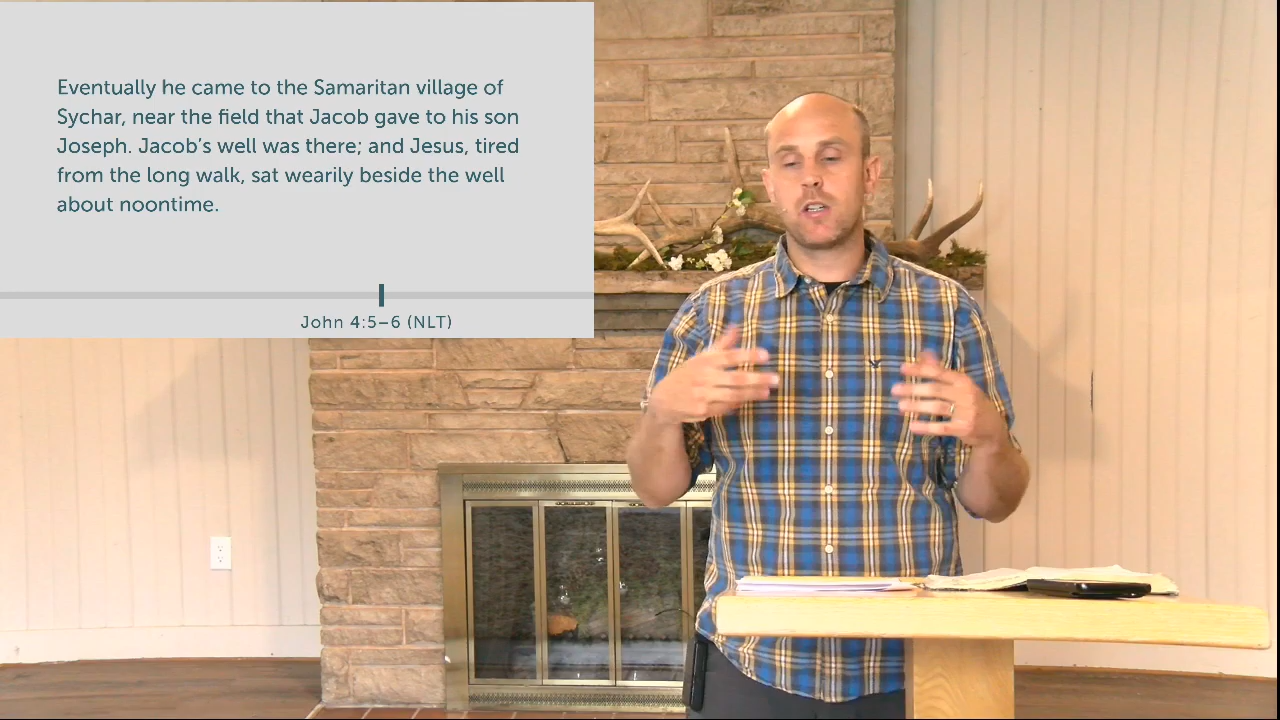 Eventually he came to the Samaritan village of
Sychar, near the field that Jacob gave to his son
Joseph. Jacob’s well was there; and Jesus, tired
from the long walk, sat wearily beside the well
about noontime.
John 4:5–6 (NLT)